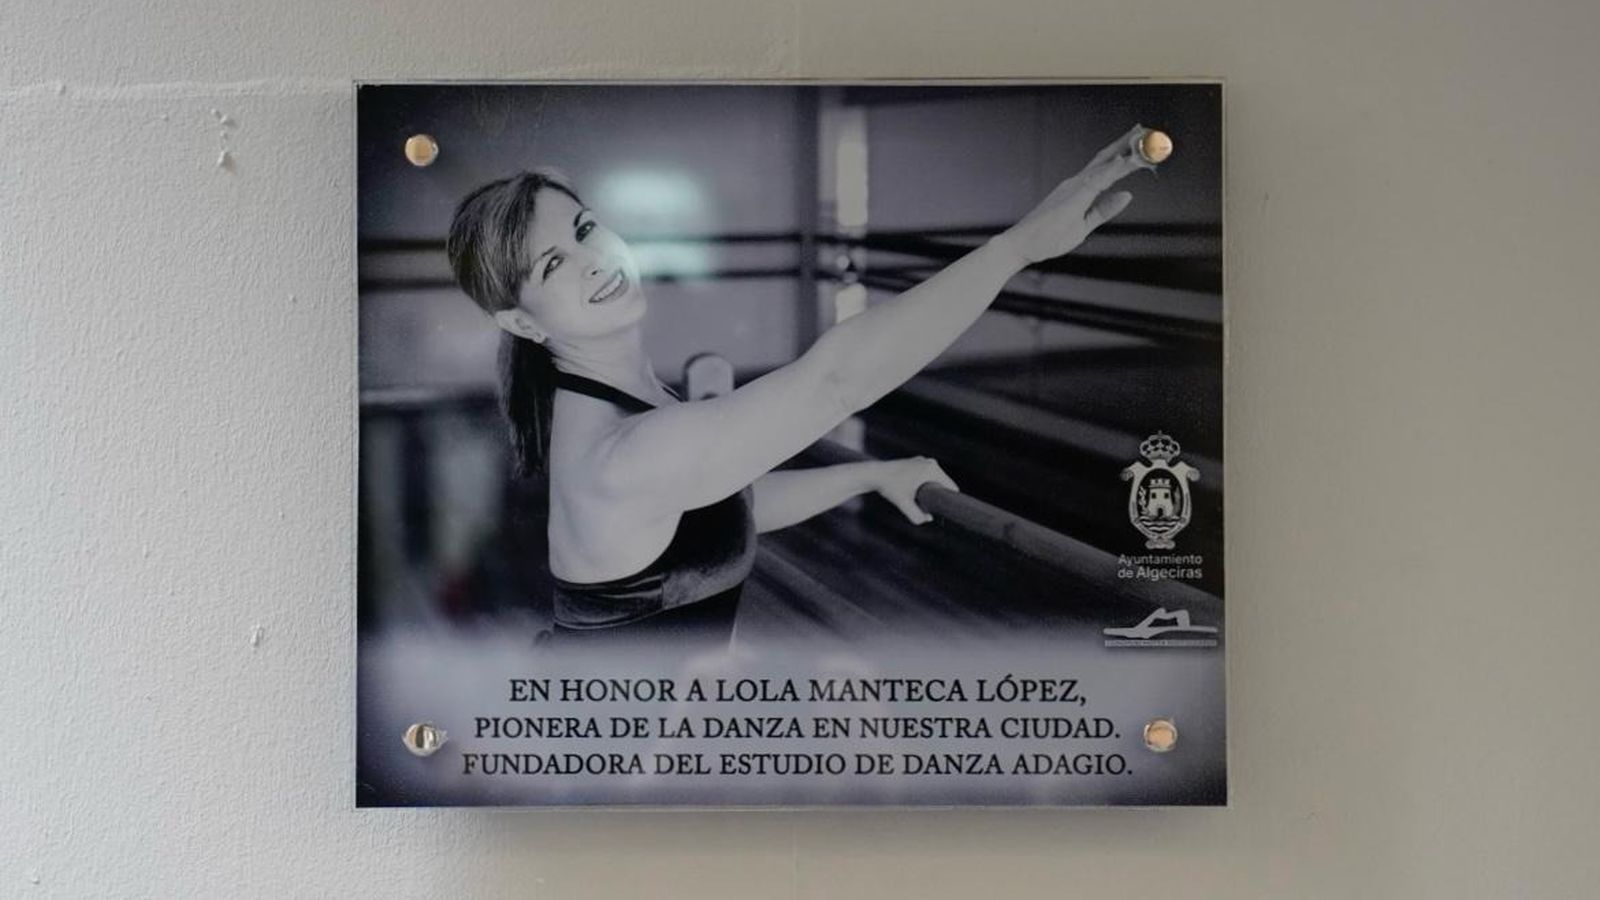 Ayuntamiento
de Algeciras
EN HONOR A LOLA MANTECA LÓPEZ,
PIONERA DE LA DANZA EN NUESTRA CIUDAD.
FUNDADORA DEL ESTUDIO DE DANZA ADAGIO.